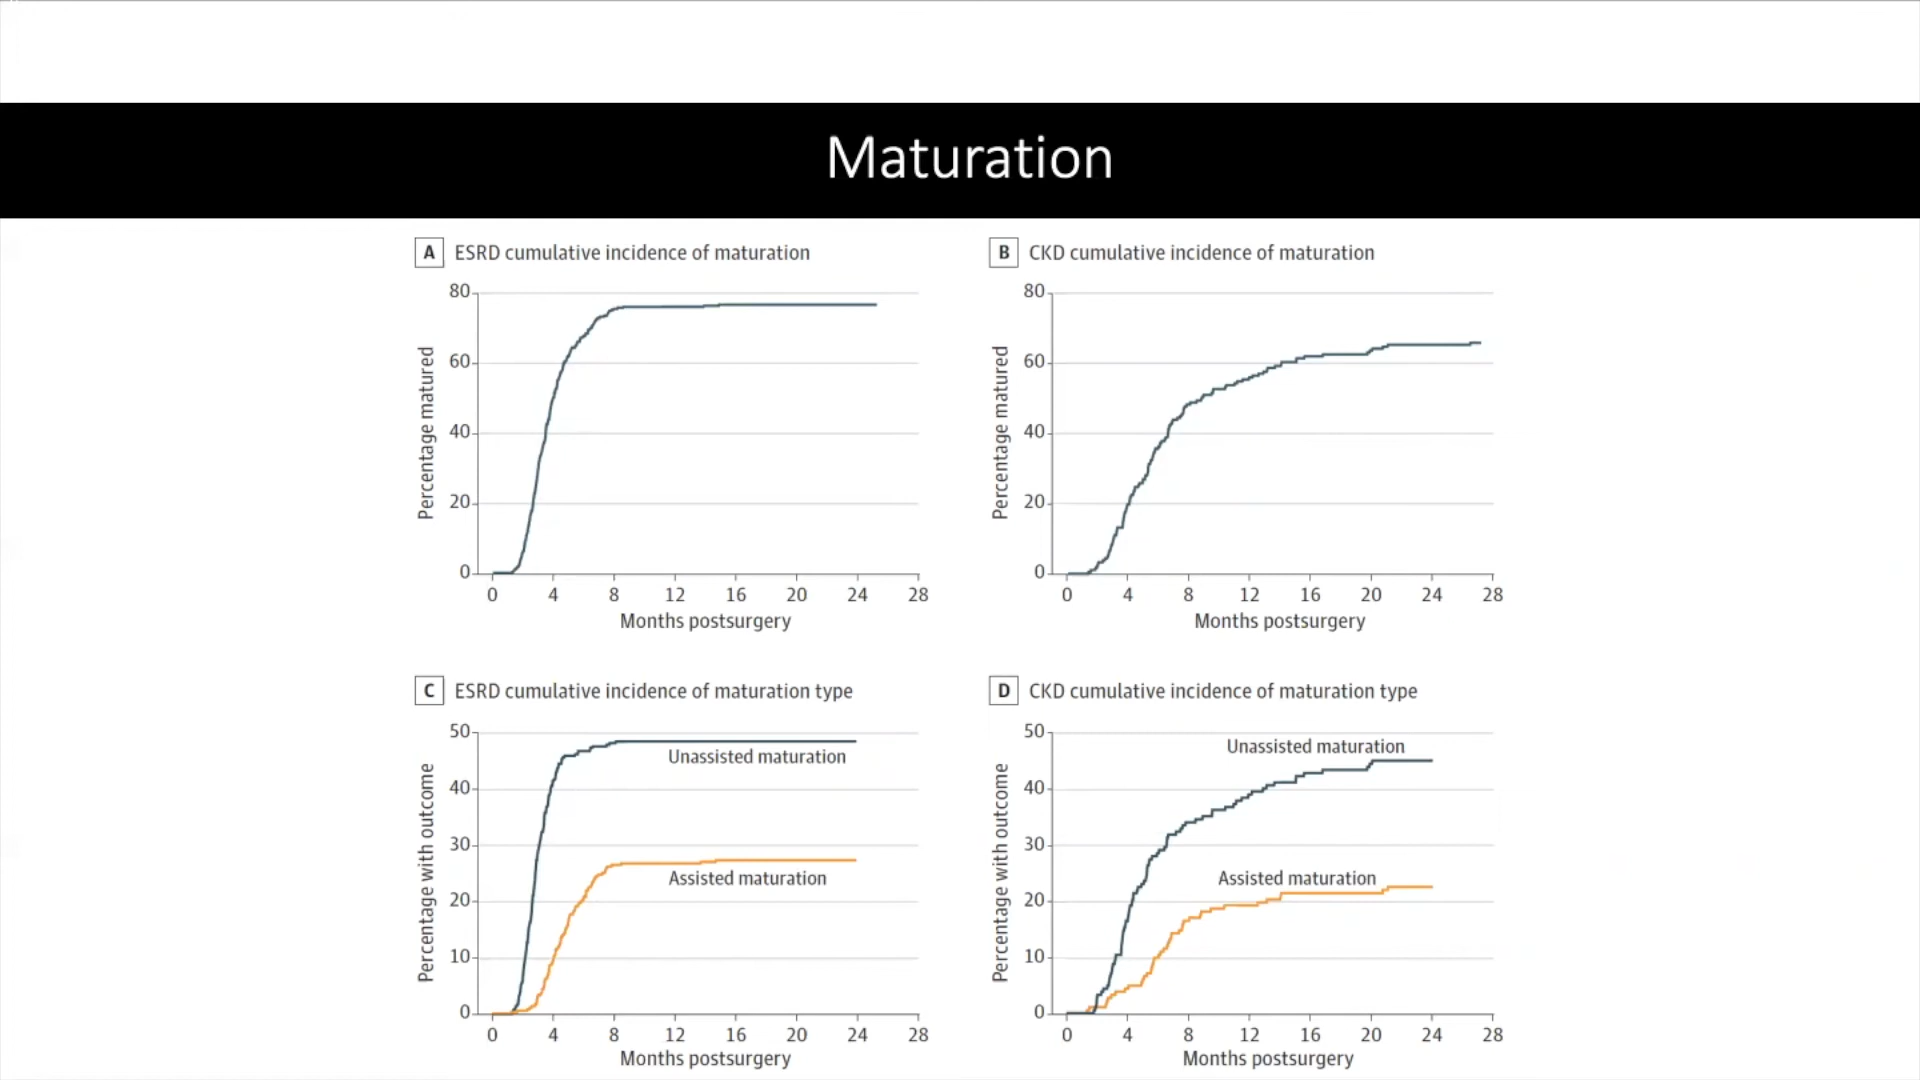 Maturation
A ESRD cumulative incidence of maturation
80
60
40
20
0
Percentage matured
0 4 8 12 16 20 24 28
Months postsurgery
B CKD cumulative incidence of maturation
80
60
40
20
0
Percentage matured
0 4 8 12 16 20 24 28
Months postsurgery
C ESRD cumulative incidence of maturation type
50
40
30
20
10
0
Percentage with outcome
Unassisted maturation
Assisted maturation
0 4 8 12 16 20 24 28
Months postsurgery
D CKD cumulative incidence of maturation type
50
40
30
20
10
0
Percentage with outcome
Unassisted maturation
Assisted maturation
0 4 8 12 16 20 24 28
Months postsurgery